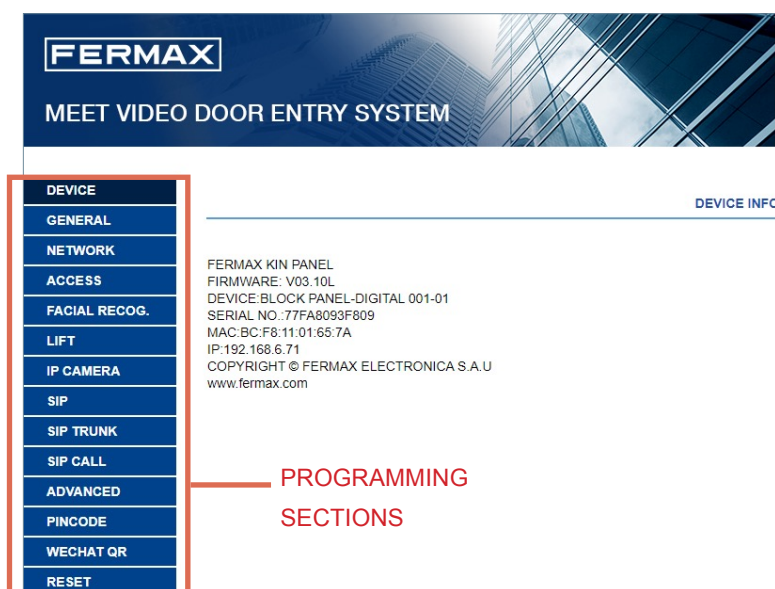 FERMAX
MEET VIDEO DOOR ENTRY SYSTEM
DEVICE
GENERAL
NETWORK
ACCESS
FACIAL RECOG.
LIFT
IP CAMERA
SIP
SIP TRUNK
SIP CALL
ADVANCED
PINCODE
WECHAT QR
RESET
DEVICE INFO
FERMAX KIN PANEL
FIRMWARE: V03.10L
DEVICE:BLOCK PANEL-DIGITAL 001-01
SERIAL NO.:77FA8093F809
MAC:BC:F8:11:01:65:7A
IP:192.168.6.71
COPYRIGHT © FERMAX ELECTRONICA S.A.U
www.fermax.com
PROGRAMMING
SECTIONS